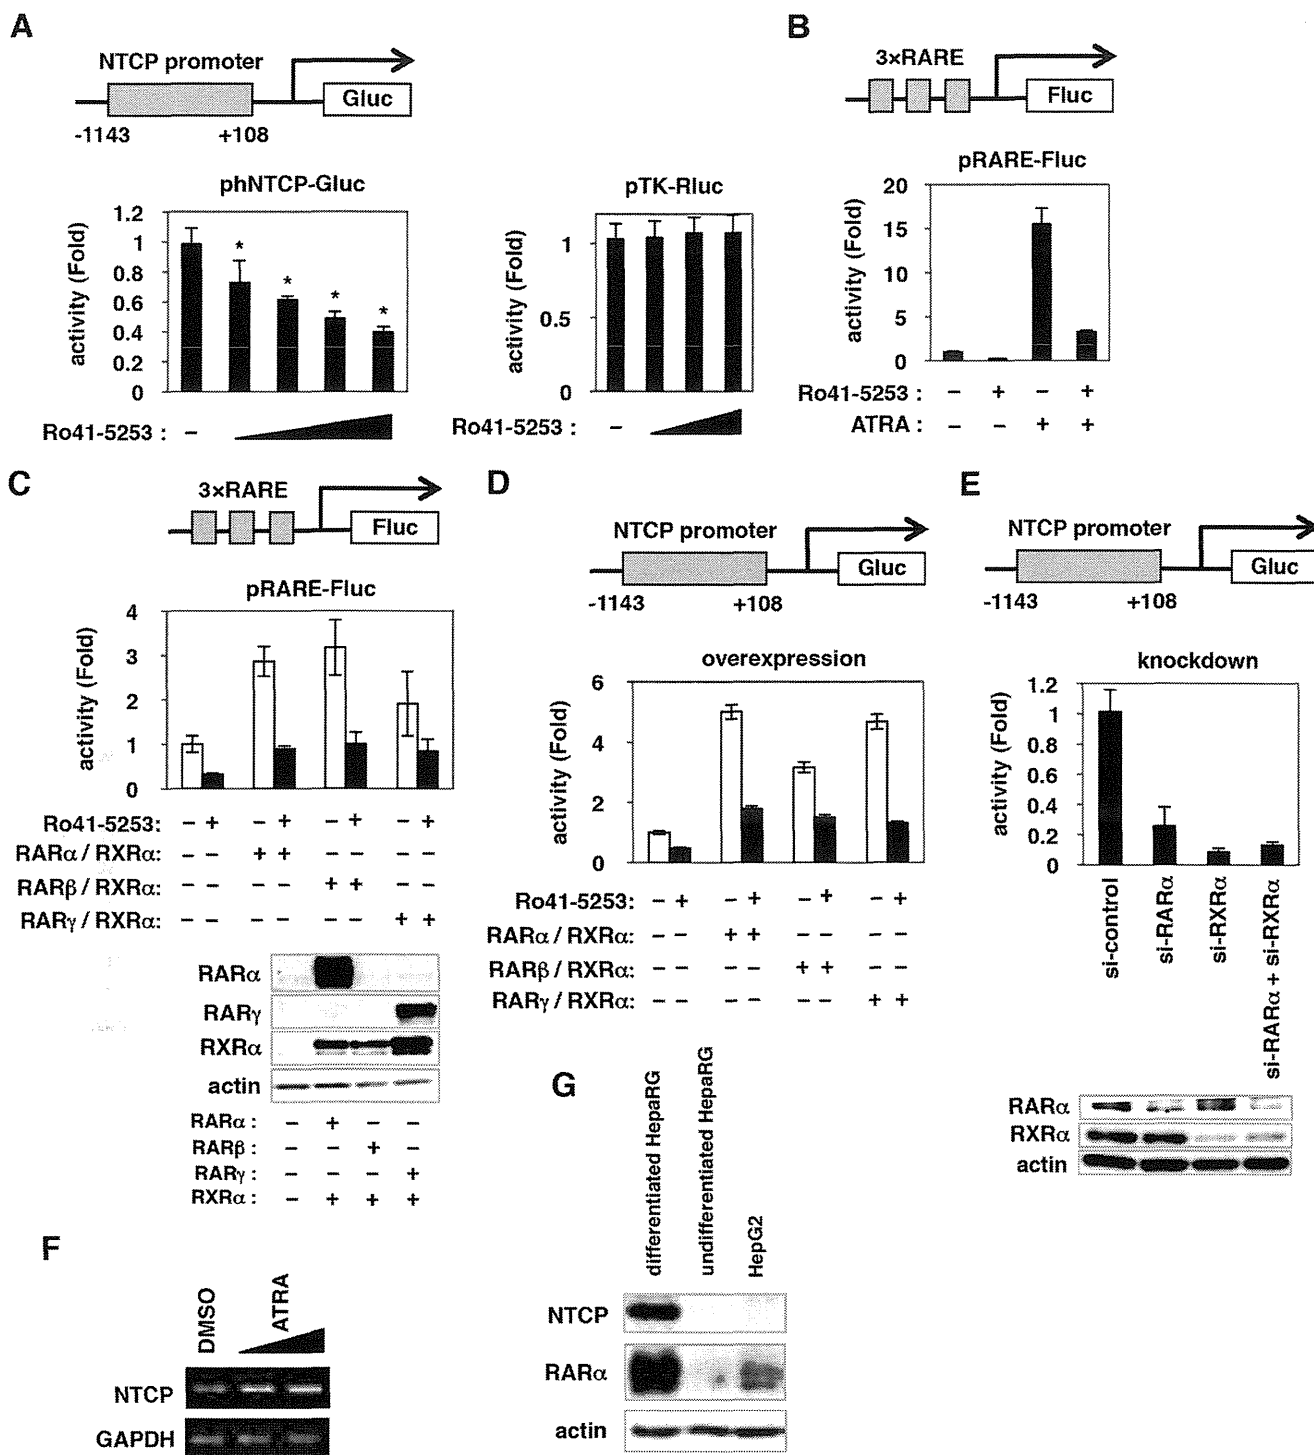 A
NTCP promoter
Gluc
-1143
+108
phNTCP-Gluc
activity (Fold)
1.2
1
0.8
0.6
0.4
0.2
0
* * * *
Ro41-5253 : –
pTK-Rluc
activity (Fold)
1
0.5
0
Ro41-5253 : –
B
3×RARE
Fluc
pRARE-Fluc
activity (Fold)
20
15
10
5
0
Ro41-5253 : – + – +
ATRA : – – + +
C
3×RARE
Fluc
pRARE-Fluc
activity (Fold)
4
3
2
1
0
Ro41-5253: – + – + – + – +
RARα / RXRα: – – + + – – – –
RARβ / RXRα: – – – – + + – –
RARγ / RXRα: – – – – – – + +
RARα
RARγ
RXRα
actin
RARα : – + – –
RARβ : – – + –
RARγ : – – – +
RXRα : – + + +
D
NTCP promoter
Gluc
-1143
+108
overexpression
activity (Fold)
6
4
2
0
Ro41-5253: – + – + – + – +
RARα / RXRα: – – + + – – – –
RARβ / RXRα: – – – – + + – –
RARγ / RXRα: – – – – – – + +
E
NTCP promoter
Gluc
-1143
+108
knockdown
activity (Fold)
1.2
1
0.8
0.6
0.4
0.2
0
si-control
si-RARα
si-RXRα
si-RARα + si-RXRα
RARα
RXRα
actin
F
DMSO
ATRA
NTCP
GAPDH
G
differentiated HepaRG
undifferentiated HepaRG
HepG2
NTCP
RARα
actin